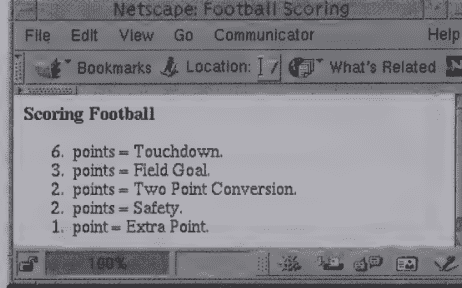 Netscape: Football Scoring
File Edit View Go Communicator Help
Bookmarks Location: What's Related
Scoring Football
6. points = Touchdown.
3. points = Field Goal.
2. points = Two Point Conversion.
2. points = Safety.
1. point = Extra Point.
100%